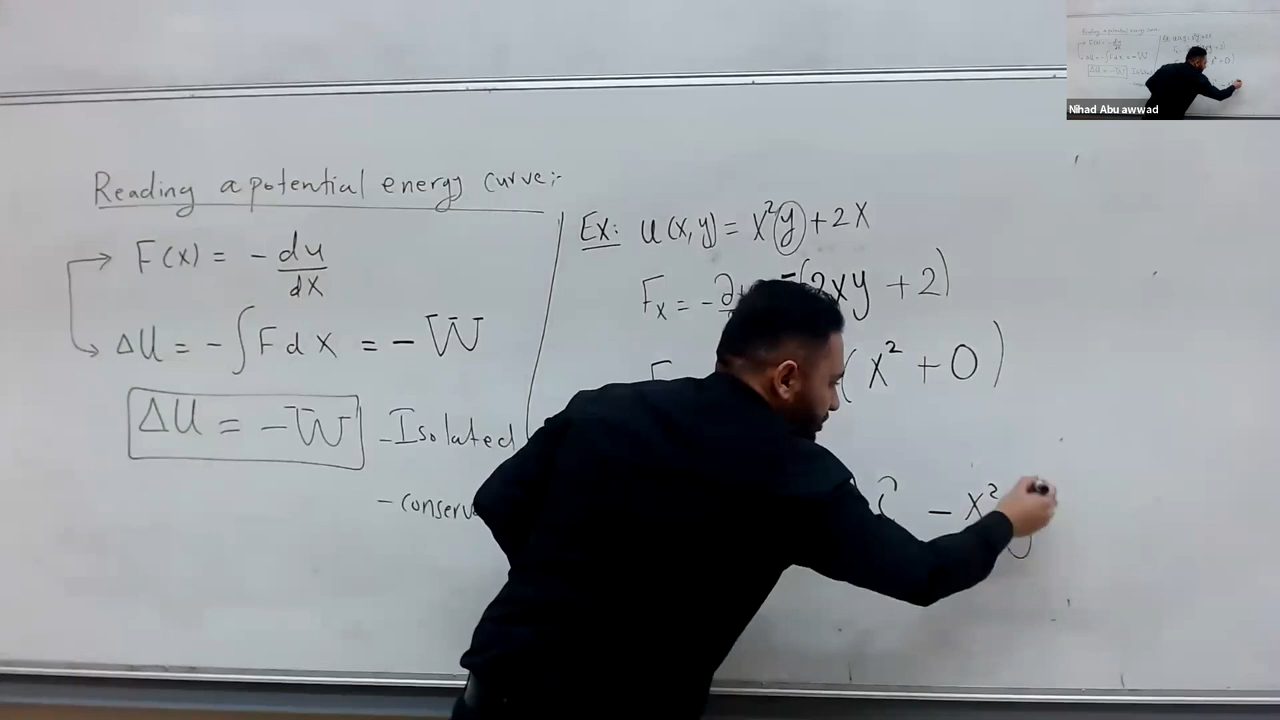 Reading a potential energy curve:-
F(x) = - du/dx
ΔU = - ∫ F d x = - W
ΔU = - W - Isolated
- conserv
Ex: u(x,y) = x²y + 2x
Fx = - ∂ -(2xy + 2)
F (x² + 0)
- x² j
Nihad Abu awwad